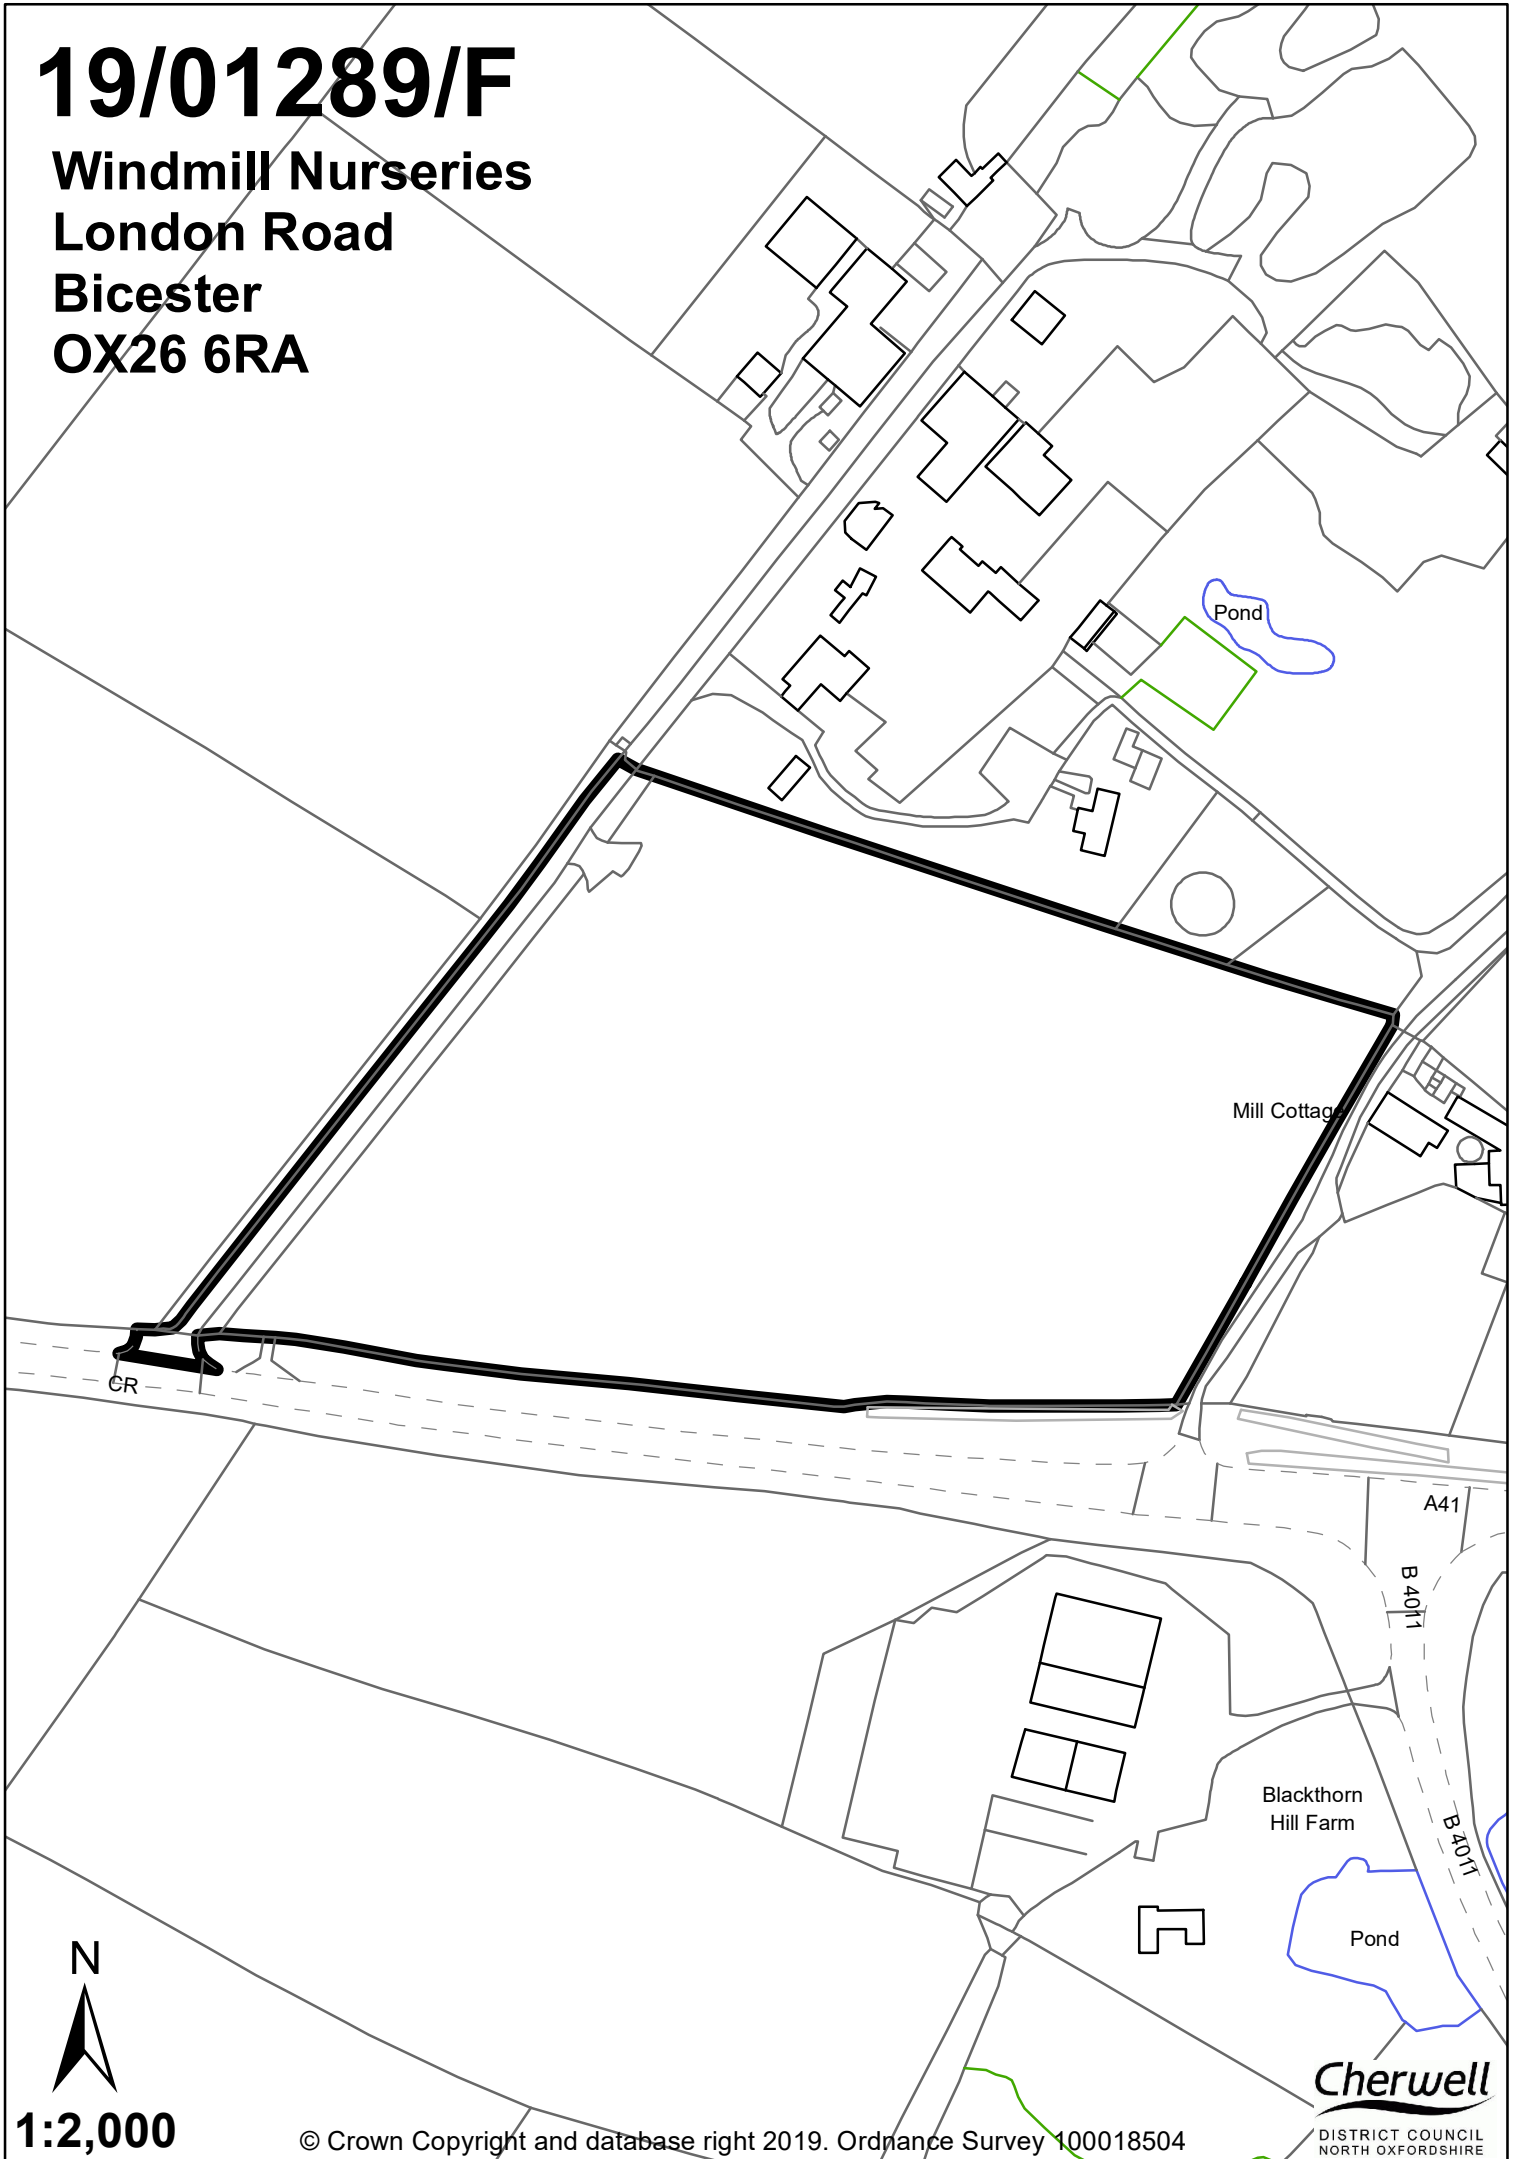 19/01289/F
Windmill Nurseries
London Road
Bicester
OX26 6RA
Pond
Mill Cottage
CR
A41
B 4011
B 4011
Blackthorn
Hill Farm
Pond
N
1:2,000
© Crown Copyright and database right 2019. Ordnance Survey 100018504
Cherwell
DISTRICT COUNCIL
NORTH OXFORDSHIRE